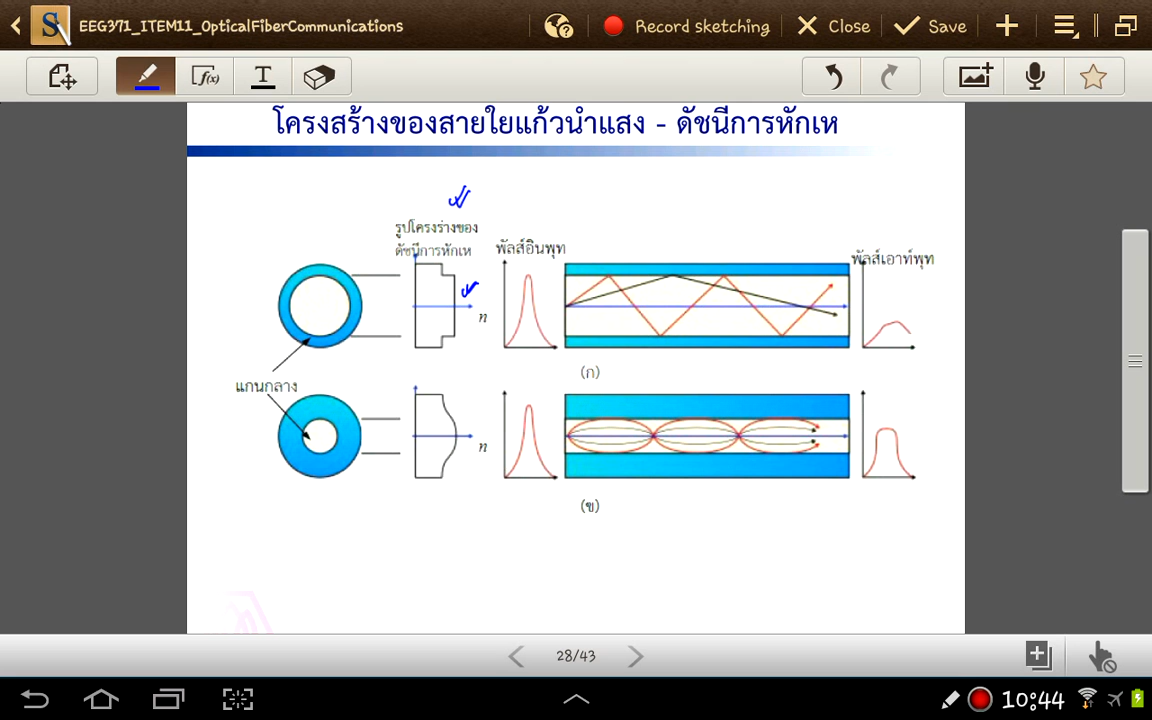 EEG371_ITEM11_OpticalFiberCommunications
Record sketching
Close
Save
f(x)
T
โครงสร้างของสายใยแก้วนำแสง - ดัชนีการหักเห
รูปโครงร่างของ
ดัชนีการหักเห
พัลส์อินพุท
พัลส์เอาท์พุท
n
(ก)
แกนกลาง
n
(ข)
28/43
10:44